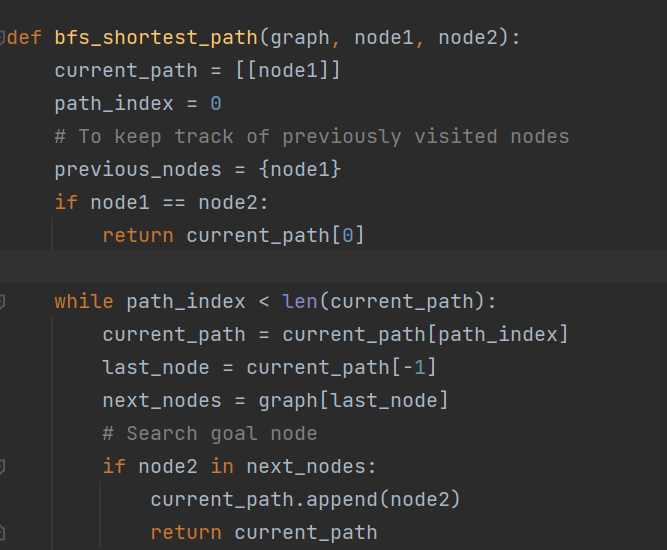 def bfs_shortest_path(graph, node1, node2):
    current_path = [[node1]]
    path_index = 0
    # To keep track of previously visited nodes
    previous_nodes = {node1}
    if node1 == node2:
        return current_path[0]
    while path_index < len(current_path):
        current_path = current_path[path_index]
        last_node = current_path[-1]
        next_nodes = graph[last_node]
        # Search goal node
        if node2 in next_nodes:
            current_path.append(node2)
            return current_path